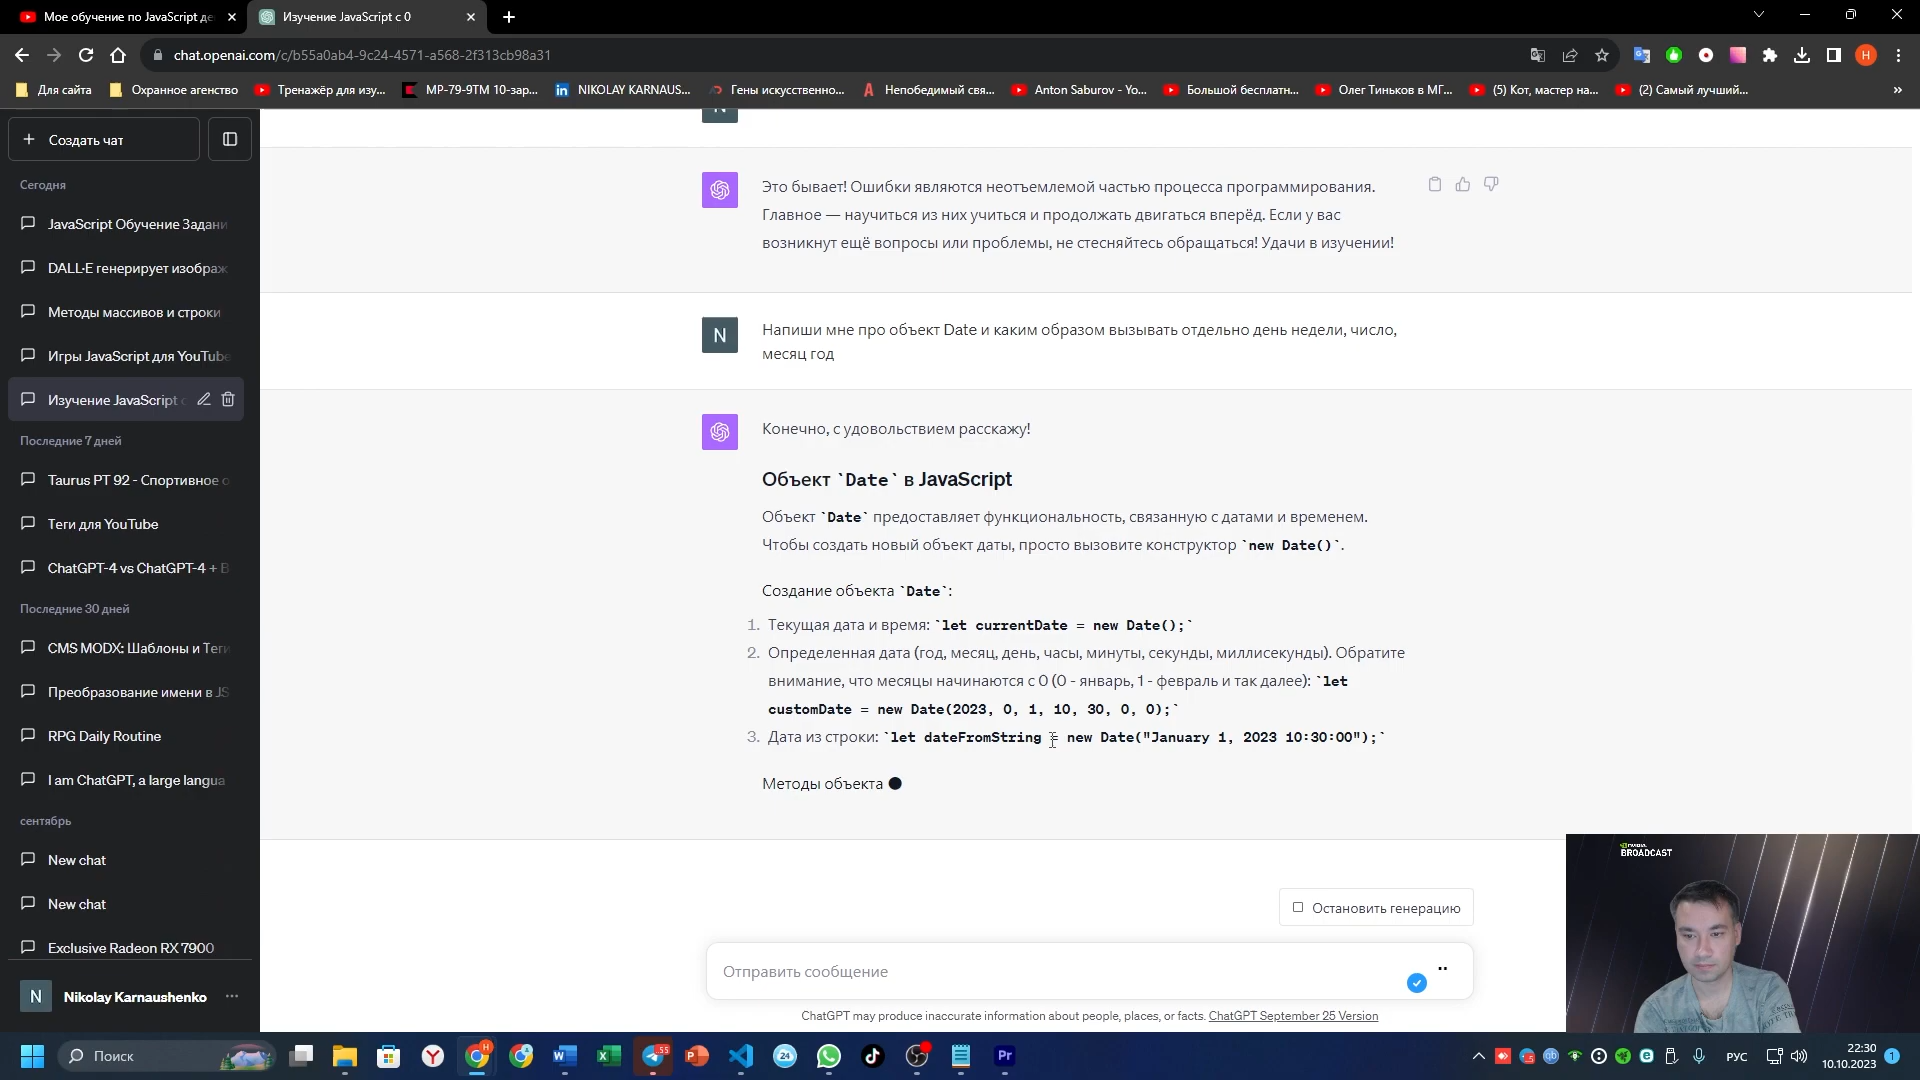 Мое обучение по JavaScript де
Изучение JavaScript с 0
chat.openai.com/c/b55a0ab4-9c24-4571-a568-2f313cb98a31
Для сайта
Охранное агенство
Тренажёр для изу...
MP-79-9TM 10-зар...
NIKOLAY KARNAUS...
Гены искусственно...
Непобедимый свя...
Anton Saburov - Yo...
Большой бесплатн...
Олег Тиньков в МГ...
(5) Кот, мастер на...
(2) Самый лучший...
Создать чат
Сегодня
JavaScript Обучение Задани
DALL-E генерирует изображ
Методы массивов и строки
Игры JavaScript для YouTube
Изучение JavaScript с
Последние 7 дней
Taurus PT 92 - Спортивное о
Теги для YouTube
ChatGPT-4 vs ChatGPT-4 + B
Последние 30 дней
CMS MODX: Шаблоны и Теги
Преобразование имени в JS
RPG Daily Routine
I am ChatGPT, a large langua
сентябрь
New chat
New chat
Exclusive Radeon RX 7900
N
Nikolay Karnaushenko
Это бывает! Ошибки являются неотъемлемой частью процесса программирования.
Главное — научиться из них учиться и продолжать двигаться вперёд. Если у вас
возникнут ещё вопросы или проблемы, не стесняйтесь обращаться! Удачи в изучении!
N
Напиши мне про объект Date и каким образом вызывать отдельно день недели, число,
месяц год
Конечно, с удовольствием расскажу!
Объект `Date` в JavaScript
Объект `Date` предоставляет функциональность, связанную с датами и временем.
Чтобы создать новый объект даты, просто вызовите конструктор `new Date()`.
Создание объекта `Date`:
1. Текущая дата и время: `let currentDate = new Date();`
2. Определенная дата (год, месяц, день, часы, минуты, секунды, миллисекунды). Обратите
внимание, что месяцы начинаются с 0 (0 - январь, 1 - февраль и так далее): `let
customDate = new Date(2023, 0, 1, 10, 30, 0, 0);`
3. Дата из строки: `let dateFromString = new Date("January 1, 2023 10:30:00");`
Методы объекта
Остановить генерацию
Отправить сообщение
ChatGPT may produce inaccurate information about people, places, or facts. ChatGPT September 25 Version
NVIDIA
BROADCAST
Поиск
РУС
22:30
10.10.2023